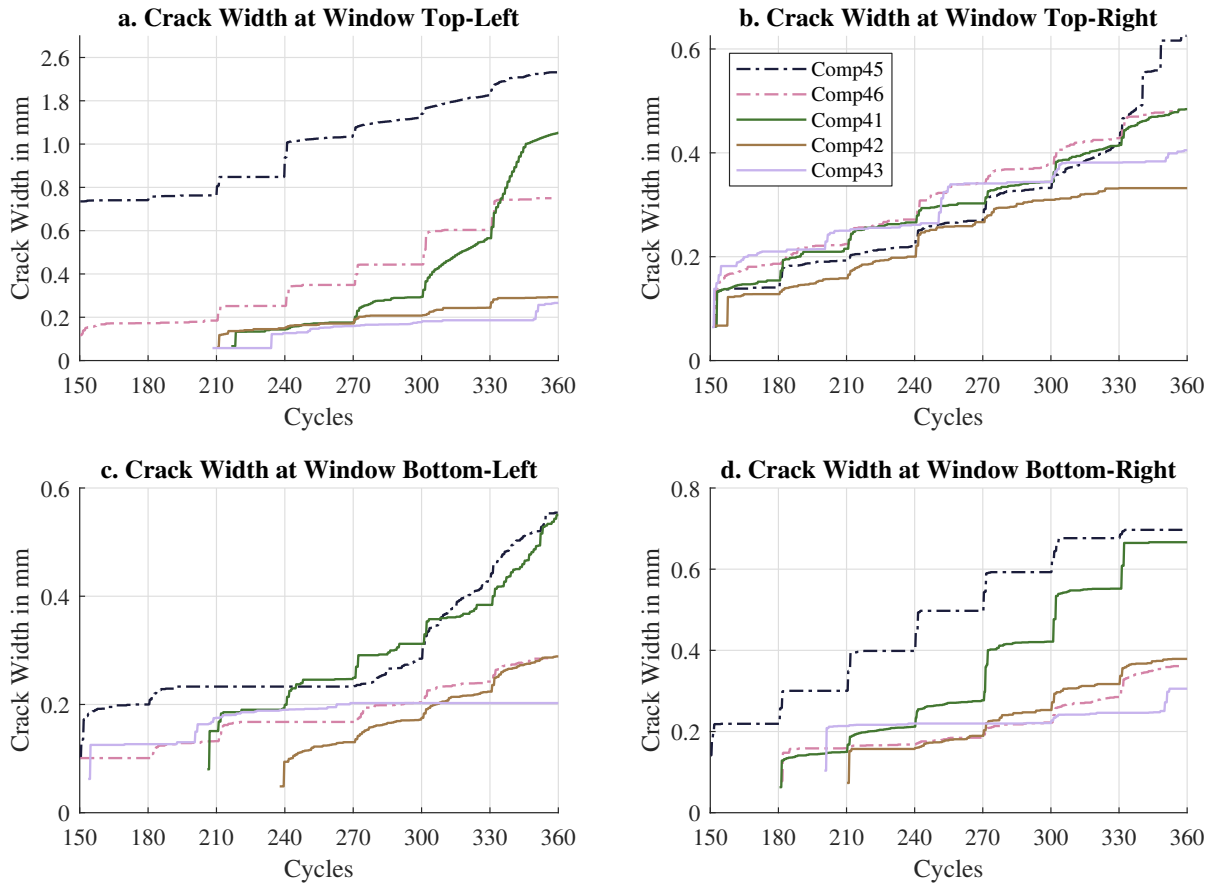 a. Crack Width at Window Top-Left
2.6
1.8
1.0
0.8
0.6
0.4
0.2
0
Crack Width in mm
150 180 210 240 270 300 330 360
Cycles
b. Crack Width at Window Top-Right
0.6
0.4
0.2
0
Crack Width in mm
Comp45
Comp46
Comp41
Comp42
Comp43
150 180 210 240 270 300 330 360
Cycles
c. Crack Width at Window Bottom-Left
0.6
0.4
0.2
0
Crack Width in mm
150 180 210 240 270 300 330 360
Cycles
d. Crack Width at Window Bottom-Right
0.8
0.6
0.4
0.2
0
Crack Width in mm
150 180 210 240 270 300 330 360
Cycles